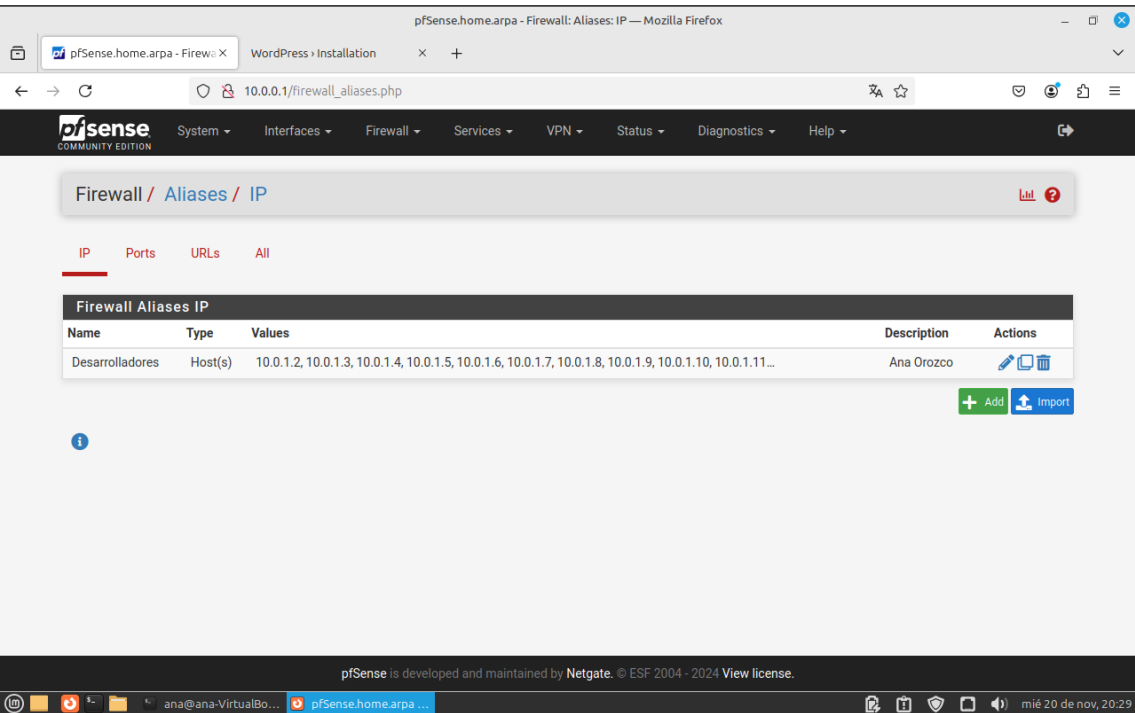 pfSense.home.arpa - Firewall: Aliases: IP — Mozilla Firefox
pfSense.home.arpa - Firewa
WordPress › Installation
10.0.0.1/firewall_aliases.php
pfsense
COMMUNITY EDITION
System
Interfaces
Firewall
Services
VPN
Status
Diagnostics
Help
Firewall / Aliases / IP
IP
Ports
URLs
All
Firewall Aliases IP
Name Type Values Description Actions
Desarrolladores Host(s) 10.0.1.2, 10.0.1.3, 10.0.1.4, 10.0.1.5, 10.0.1.6, 10.0.1.7, 10.0.1.8, 10.0.1.9, 10.0.1.10, 10.0.1.11... Ana Orozco
Add
Import
pfSense is developed and maintained by Netgate. © ESF 2004 - 2024 View license.
ana@ana-VirtualBo...
pfSense.home.arpa ...
mié 20 de nov, 20:29